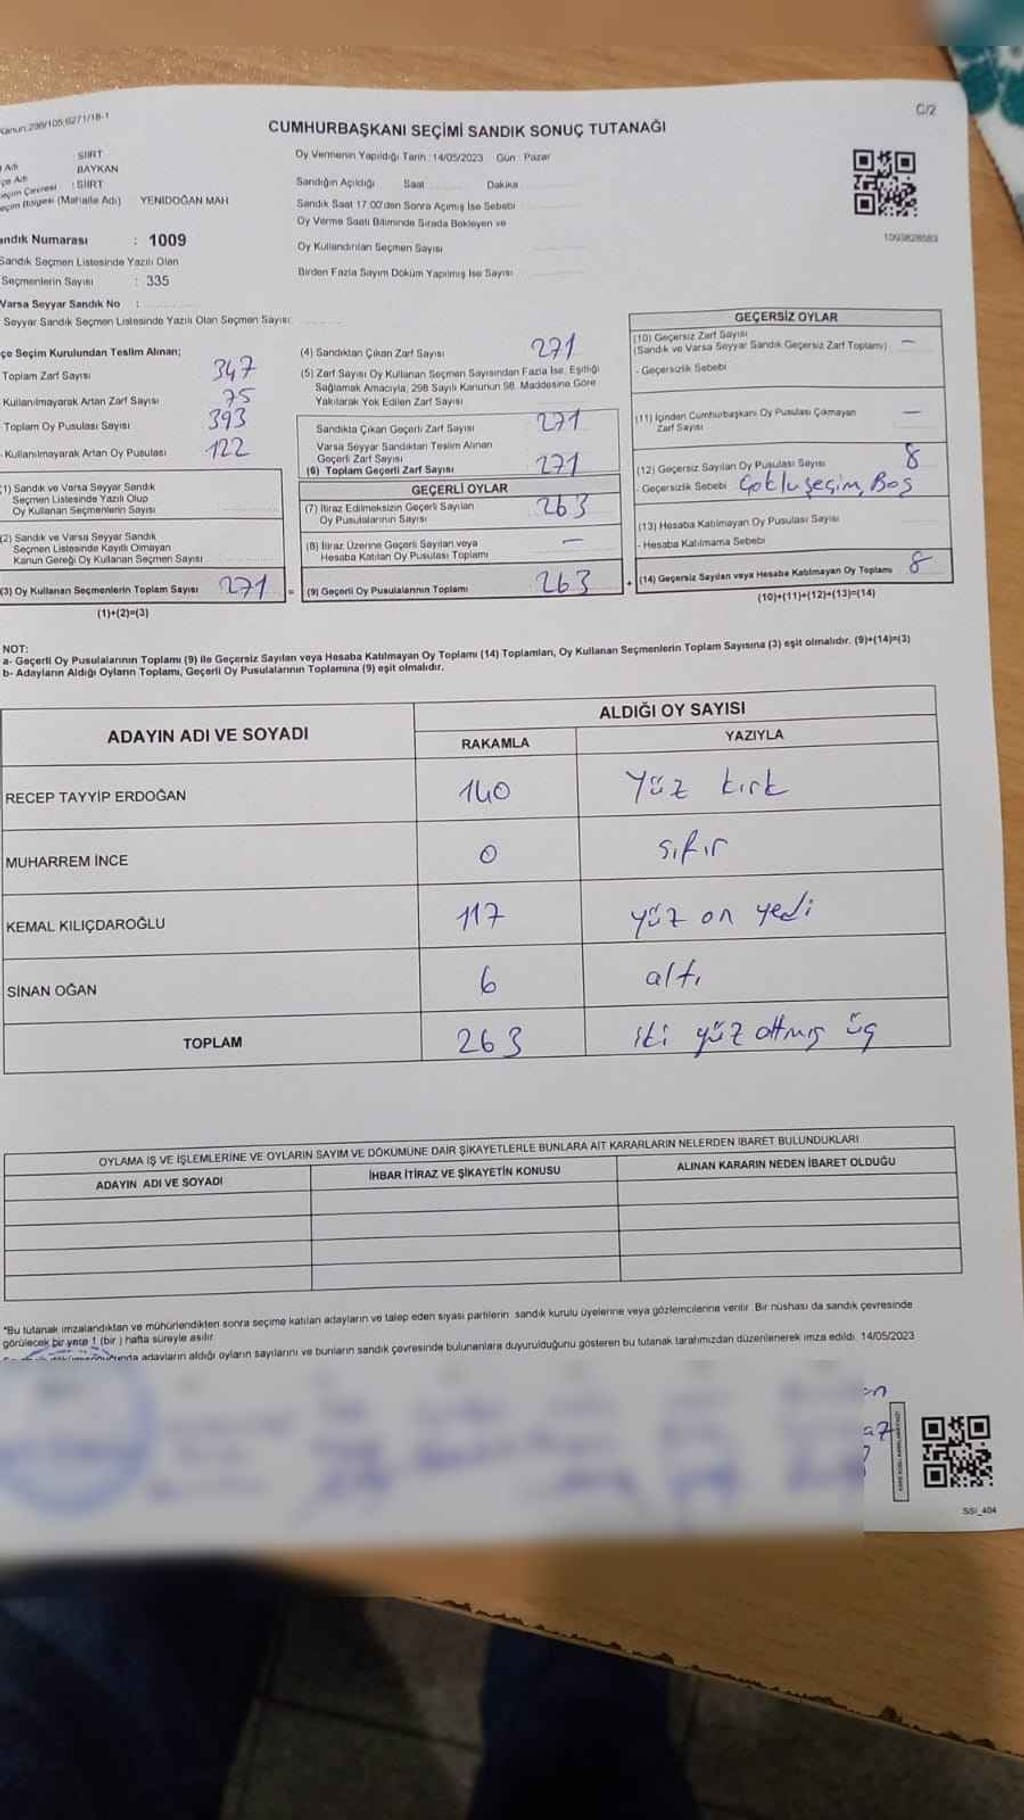 Kanun:298/105;6271/18-1
C/2
CUMHURBAŞKANI SEÇİMİ SANDIK SONUÇ TUTANAĞI
Adı : SİİRT
çe Adı BAYKAN
eçim Çevresi : SİİRT
eçim Bölgesi (Mahalle Adı) YENİDOĞAN MAH
andık Numarası : 1009
Sandık Seçmen Listesinde Yazılı Olan
Seçmenlerin Sayısı : 335
Varsa Seyyar Sandık No :
Seyyar Sandık Seçmen Listesinde Yazılı Olan Seçmen Sayısı:
Oy Vermenin Yapıldığı Tarih : 14/05/2023 Gün : Pazar
Sandığın Açıldığı Saat Dakika
Sandık Saat 17.00'den Sonra Açımış İse Sebebi
Oy Verme Saati Bitiminde Sırada Bekleyen ve
Oy Kullandırılan Seçmen Sayısı
Birden Fazla Sayım Döküm Yapılmış İse Sayısı
çe Seçim Kurulundan Teslim Alınan;
Toplam Zarf Sayısı 347
Kullanılmayarak Artan Zarf Sayısı 75
Toplam Oy Pusulası Sayısı 393
Kullanılmayarak Artan Oy Pusulası 122
1) Sandık ve Varsa Seyyar Sandık
Seçmen Listesinde Yazılı Olup
Oy Kullanan Seçmenlerin Sayısı
(2) Sandık ve Varsa Seyyar Sandık
Seçmen Listesinde Kayıtlı Olmayan
Kanun Gereği Oy Kullanan Seçmen Sayısı
(3) Oy Kullanan Seçmenlerin Toplam Sayısı 271 =
(1)+(2)=(3)
(4) Sandıktan Çıkan Zarf Sayısı 271
(5) Zarf Sayısı Oy Kullanan Seçmen Sayısından Fazla İse, Eşitliği
Sağlamak Amacıyla, 298 Sayılı Kanunun 98. Maddesine Göre
Yakılarak Yok Edilen Zarf Sayısı
Sandıkta Çıkan Geçerli Zarf Sayısı 271
Varsa Seyyar Sandıktan Teslim Alınan
Geçerli Zarf Sayısı
(6) Toplam Geçerli Zarf Sayısı 271
GEÇERLİ OYLAR
(7) İtiraz Edilmeksizin Geçerli Sayılan
Oy Pusulalarının Sayısı 263
(8) İtiraz Üzerine Geçerli Sayılan veya
Hesaba Katılan Oy Pusulası Toplamı —
(9) Geçerli Oy Pusulalarının Toplamı 263 +
GEÇERSİZ OYLAR
(10) Geçersiz Zarf Sayısı
(Sandık ve Varsa Seyyar Sandık Geçersiz Zarf Toplamı) —
- Geçersizlik Sebebi
(11) İçinden Cumhurbaşkanı Oy Pusulası Çıkmayan
Zarf Sayısı —
(12) Geçersiz Sayılan Oy Pusulası Sayısı 8
- Geçersizlik Sebebi Çoklu seçim, Boş
(13) Hesaba Katılmayan Oy Pusulası Sayısı
- Hesaba Katılmama Sebebi
(14) Geçersiz Sayılan veya Hesaba Katılmayan Oy Toplamı 8
(10)+(11)+(12)+(13)=(14)
NOT:
a- Geçerli Oy Pusulalarının Toplamı (9) ile Geçersiz Sayılan veya Hesaba Katılmayan Oy Toplamı (14) Toplamları, Oy Kullanan Seçmenlerin Toplam Sayısına (3) eşit olmalıdır. (9)+(14)=(3)
b- Adayların Aldığı Oyların Toplamı, Geçerli Oy Pusulalarının Toplamına (9) eşit olmalıdır.
ADAYIN ADI VE SOYADI
ALDIĞI OY SAYISI
RAKAMLA YAZIYLA
RECEP TAYYİP ERDOĞAN 140 Yüz kırk
MUHARREM İNCE 0 sıfır
KEMAL KILIÇDAROĞLU 117 yüz on yedi
SİNAN OĞAN 6 altı
TOPLAM 263 iki yüz altmış üç
OYLAMA İŞ VE İŞLEMLERİNE VE OYLARIN SAYIM VE DÖKÜMÜNE DAİR ŞİKAYETLERLE BUNLARA AİT KARARLARIN NELERDEN İBARET BULUNDUKLARI
ADAYIN ADI VE SOYADI İHBAR İTİRAZ VE ŞİKAYETİN KONUSU ALINAN KARARIN NEDEN İBARET OLDUĞU
*Bu tutanak imzalandıktan ve mühürlendikten sonra seçime katılan adayların ve talep eden siyasi partilerin sandık kurulu üyelerine veya gözlemcilerine verilir. Bir nüshası da sandık çevresinde
görülecek bir yere 1 (bir ) hafta süreyle asılır.
adayların aldığı oyların sayılarını ve bunların sandık çevresinde bulunanlara duyurulduğunu gösteren bu tutanak tarafımızdan düzenlenerek imza edildi. 14/05/2023
SSİ_404